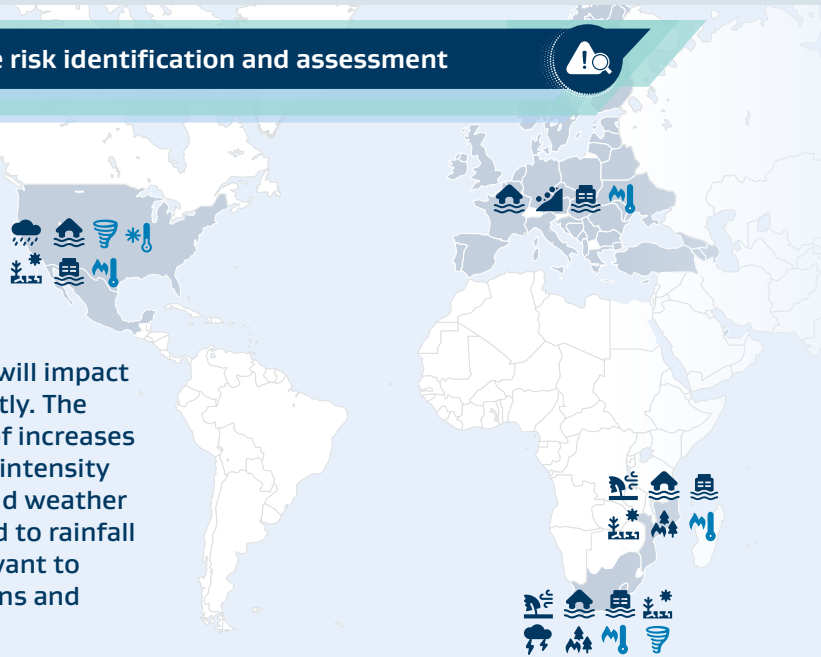 e risk identification and assessment
will impact
tly. The
f increases
intensity
d weather
d to rainfall
vant to
ns and